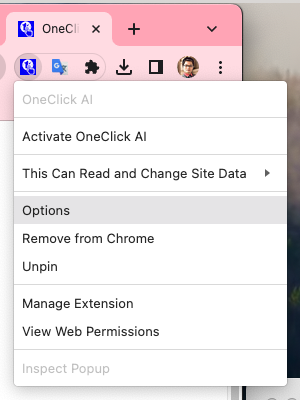 OneCli
OneClick AI
Activate OneClick AI
This Can Read and Change Site Data
Options
Remove from Chrome
Unpin
Manage Extension
View Web Permissions
Inspect Popup